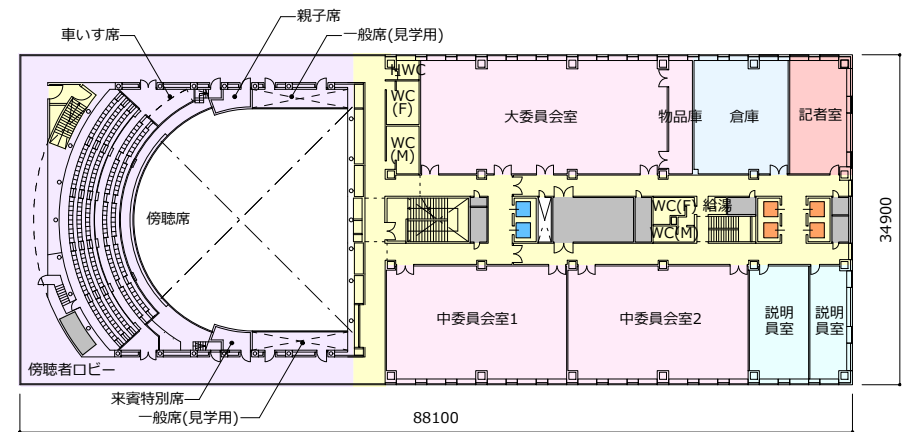 親子席
車いす席
一般席(見学用)
HWC
WC
(F)
WC
(M)
大委員会室
物品庫
倉庫
記者室
傍聴席
WC(F)
給湯
WC(M)
34900
中委員会室1
中委員会室2
説明
員室
説明
員室
傍聴者ロビー
来賓特別席
一般席(見学用)
88100